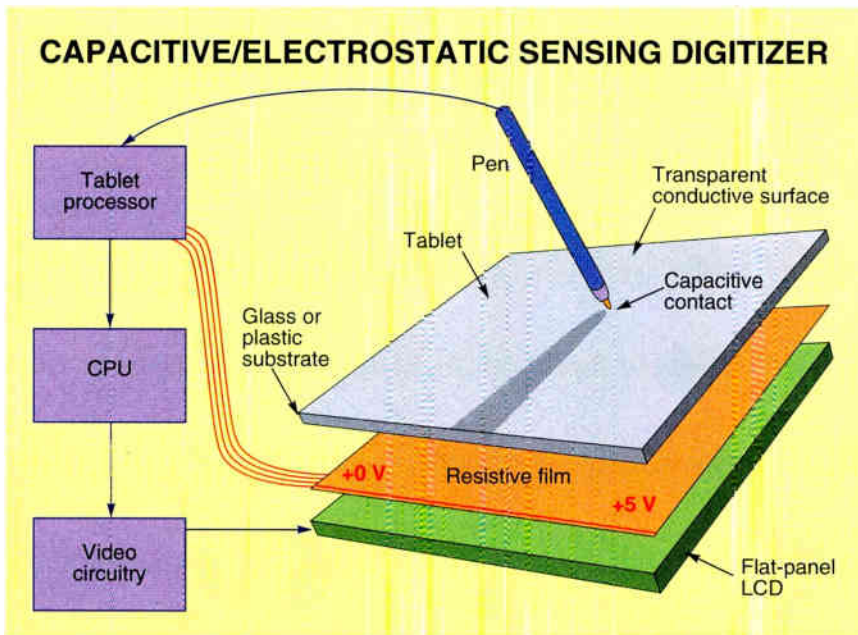 CAPACITIVE/ELECTROSTATIC SENSING DIGITIZER
Tablet
processor
Pen
Transparent
conductive surface
Tablet
Capacitive
contact
Glass or
plastic
substrate
CPU
+0 V
Resistive film
+5 V
Video
circuitry
Flat-panel
LCD